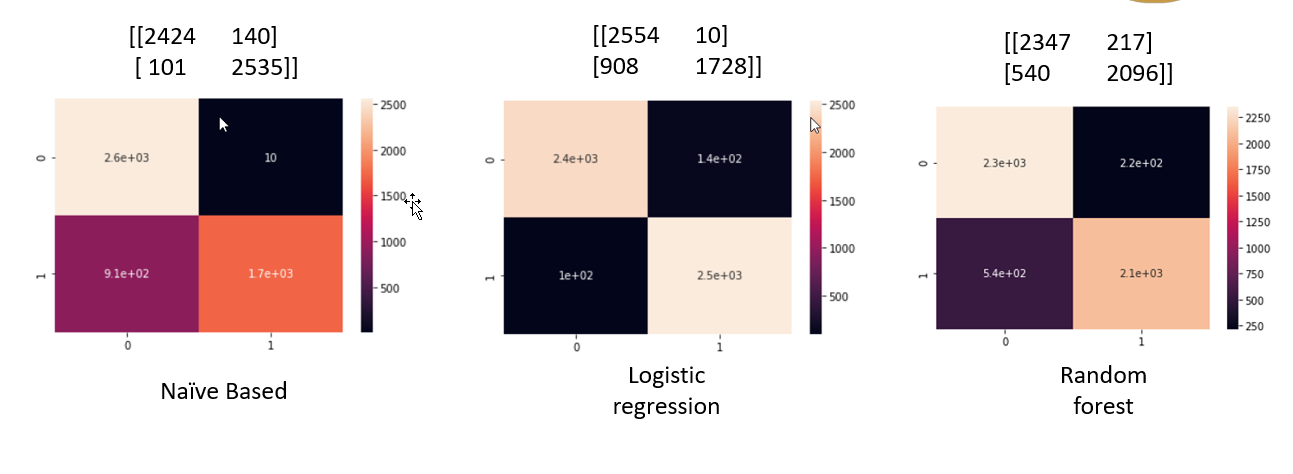 [[2424 140]
[ 101 2535]]
2.6e+03 10
9.1e+02 1.7e+03
0
1
0 1
2500
2000
1500
1000
500
Naïve Based
[[2554 10]
[908 1728]]
2.4e+03 1.4e+02
1e+02 2.5e+03
0
1
0 1
2500
2000
1500
1000
500
Logistic
regression
[[2347 217]
[540 2096]]
2.3e+03 2.2e+02
5.4e+02 2.1e+03
0
1
0 1
2250
2000
1750
1500
1250
1000
750
500
250
Random
forest